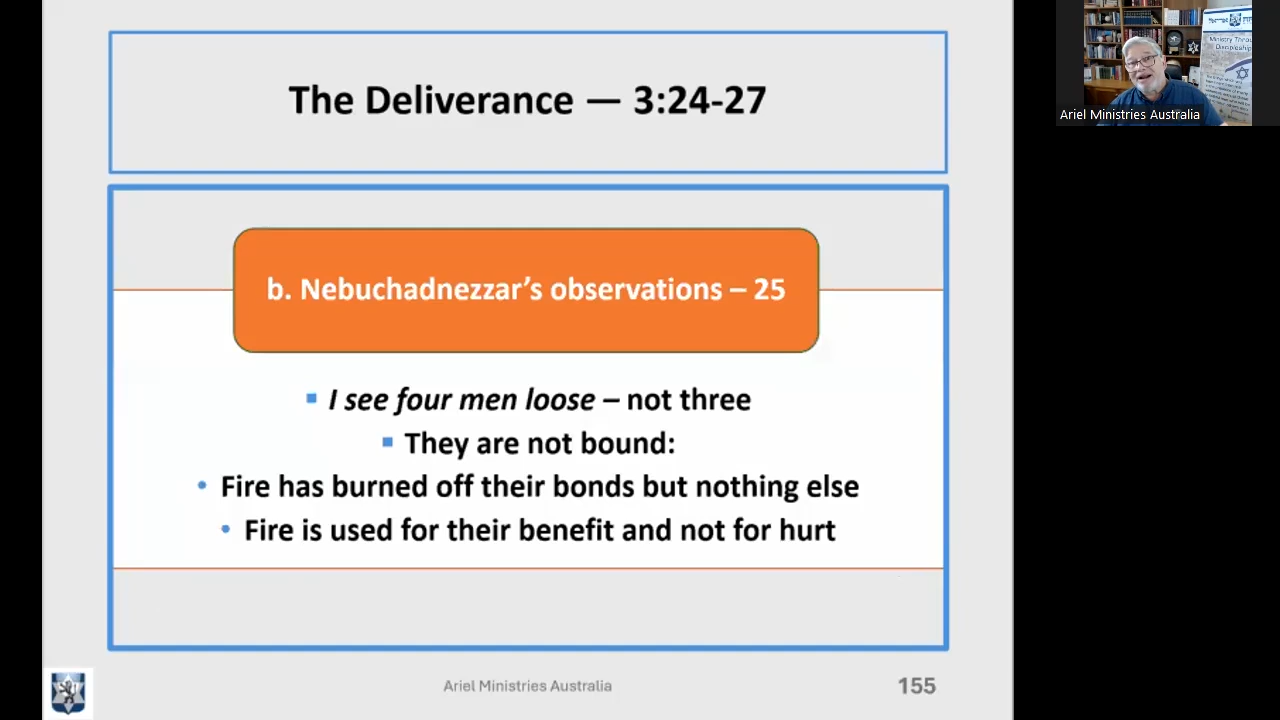 The Deliverance — 3:24-27
b. Nebuchadnezzar’s observations – 25
▪ I see four men loose – not three
▪ They are not bound:
• Fire has burned off their bonds but nothing else
• Fire is used for their benefit and not for hurt
Ariel Ministries Australia
155
Ariel Ministries Australia
Discipleship